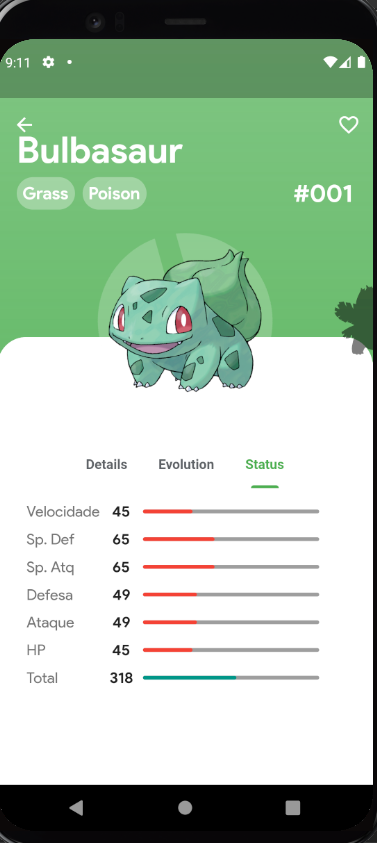 9:11
Bulbasaur
Grass Poison #001
Details Evolution Status
Velocidade 45
Sp. Def 65
Sp. Atq 65
Defesa 49
Ataque 49
HP 45
Total 318